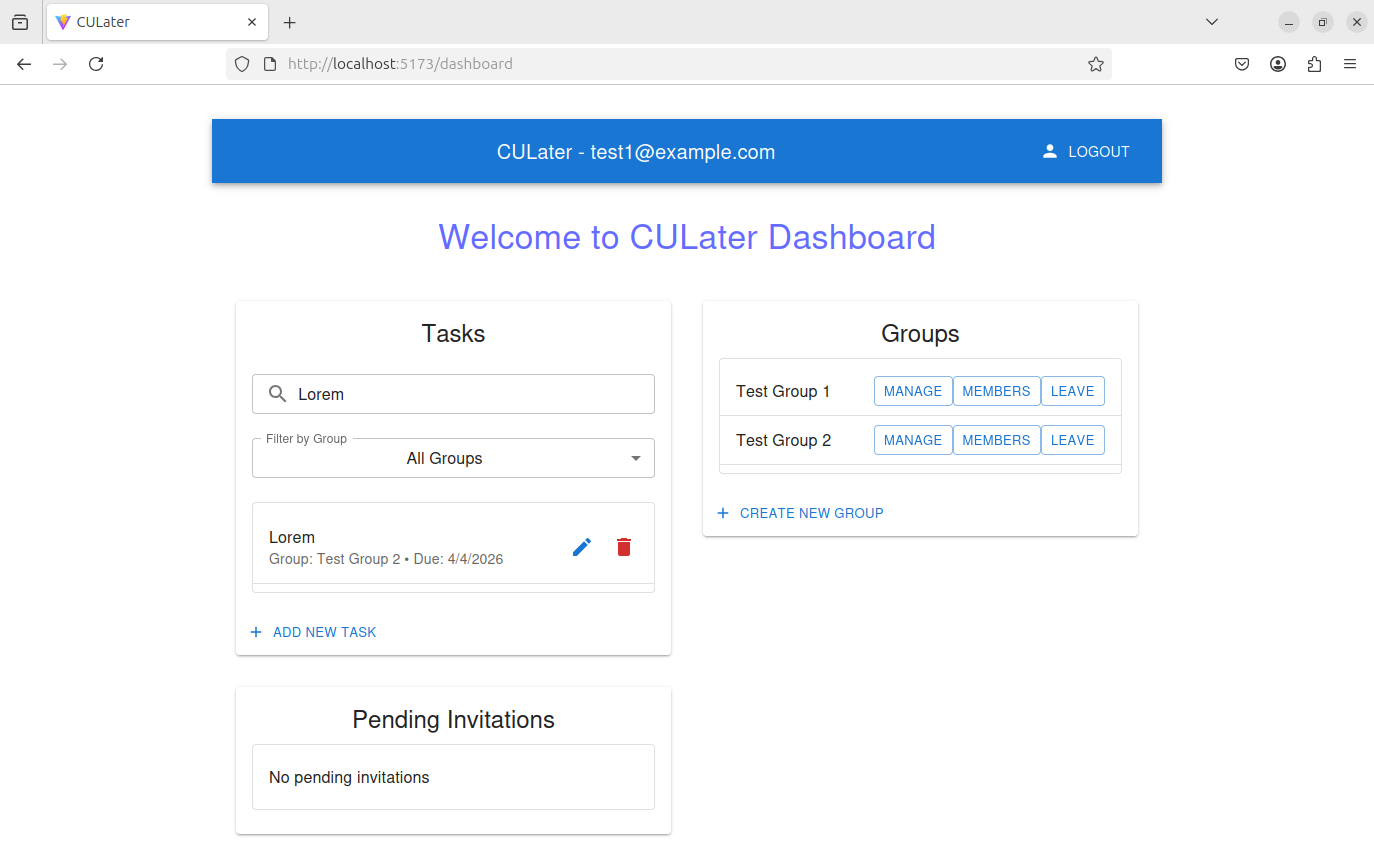 CULater
http://localhost:5173/dashboard
CULater - test1@example.com
LOGOUT
Welcome to CULater Dashboard
Tasks
Lorem
Filter by Group
All Groups
Lorem
Group: Test Group 2 • Due: 4/4/2026
ADD NEW TASK
Pending Invitations
No pending invitations
Groups
Test Group 1 MANAGE MEMBERS LEAVE
Test Group 2 MANAGE MEMBERS LEAVE
CREATE NEW GROUP